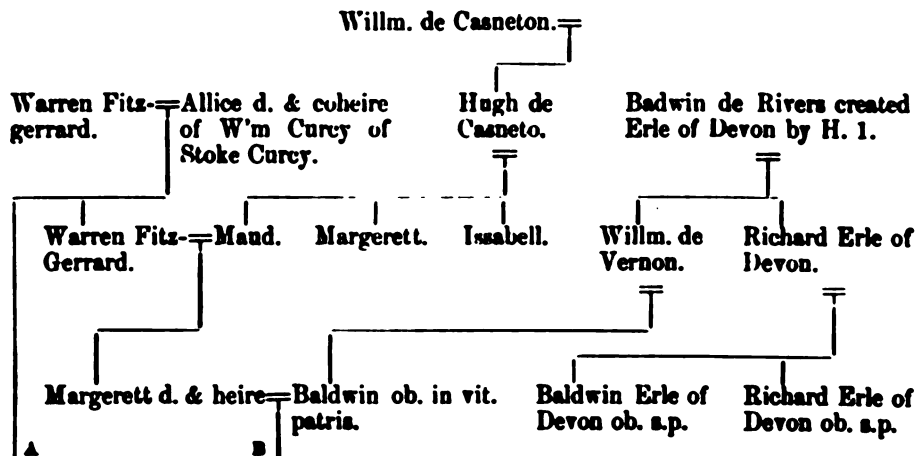 Willm. de Casneton.
Warren Fitz- Allice d. & coheire Hugh de Badwin de Rivers created
gerrard. of W'm Curcy of Casneto. Erle of Devon by H. 1.
Stoke Curcy.
Warren Fitz- Maud. Margerett. Issabell. Willm. de Richard Erle of
Gerrard. Vernon. Devon.
Margerett d. & heire Baldwin ob. in vit. Baldwin Erle of Richard Erle of
patris. Devon ob. s.p. Devon ob. s.p.
A B